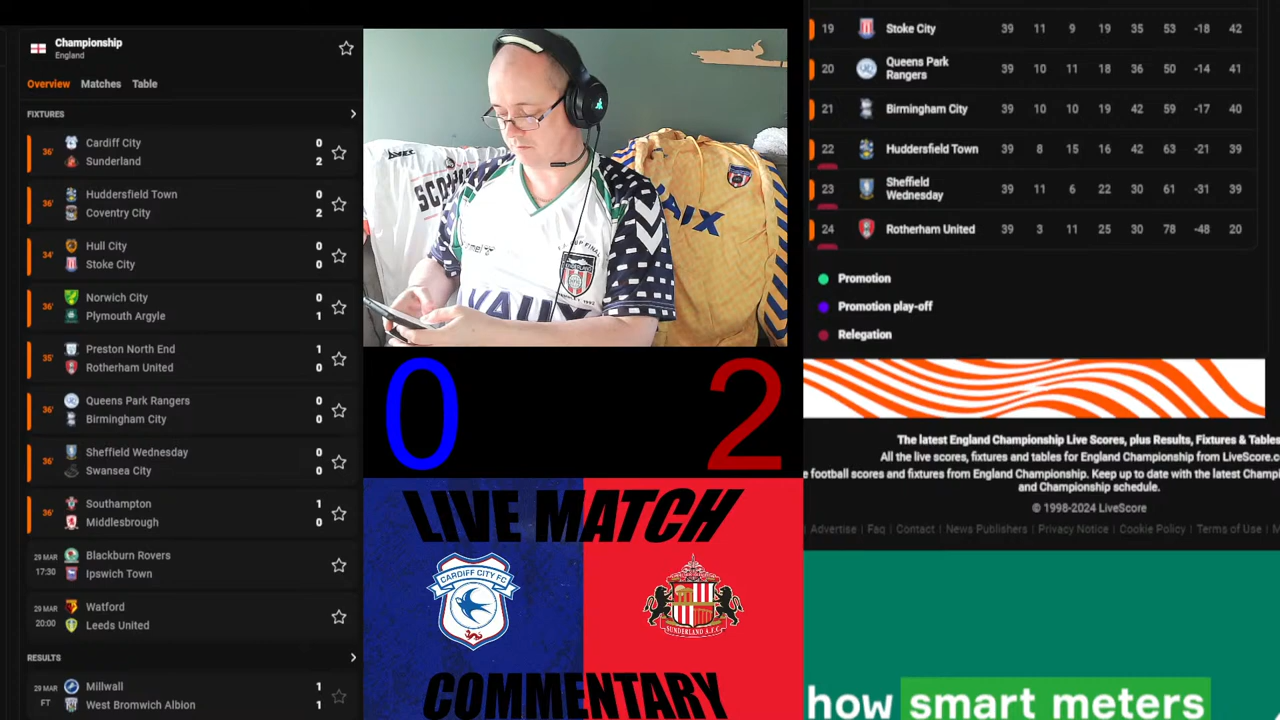 Championship
England
Overview Matches Table
FIXTURES
36' Cardiff City 0
Sunderland 2
36' Huddersfield Town 0
Coventry City 2
34' Hull City 0
Stoke City 0
36' Norwich City 0
Plymouth Argyle 1
35' Preston North End 1
Rotherham United 0
36' Queens Park Rangers 0
Birmingham City 0
36' Sheffield Wednesday 0
Swansea City 0
36' Southampton 1
Middlesbrough 0
29 MAR Blackburn Rovers
17:30 Ipswich Town
29 MAR Watford
20:00 Leeds United
RESULTS
29 MAR Millwall 1
FT West Bromwich Albion 1
VAUX
0 2
LIVE MATCH
CARDIFF CITY FC
SUNDERLAND A.F.C
COMMENTARY
19 Stoke City 39 11 9 19 35 53 -18 42
20 Queens Park Rangers 39 10 11 18 36 50 -14 41
21 Birmingham City 39 10 10 19 42 59 -17 40
22 Huddersfield Town 39 8 15 16 42 63 -21 39
23 Sheffield Wednesday 39 11 6 22 30 61 -31 39
24 Rotherham United 39 3 11 25 30 78 -48 20
Promotion
Promotion play-off
Relegation
The latest England Championship Live Scores, plus Results, Fixtures & Tables
All the live scores, fixtures and tables for England Championship from LiveScore.c
e football scores and fixtures from England Championship. Keep up to date with the latest Champi
and Championship schedule.
© 1998-2024 LiveScore
Advertise Faq Contact News Publishers Privacy Notice Cookie Policy Terms of Use
how smart meters